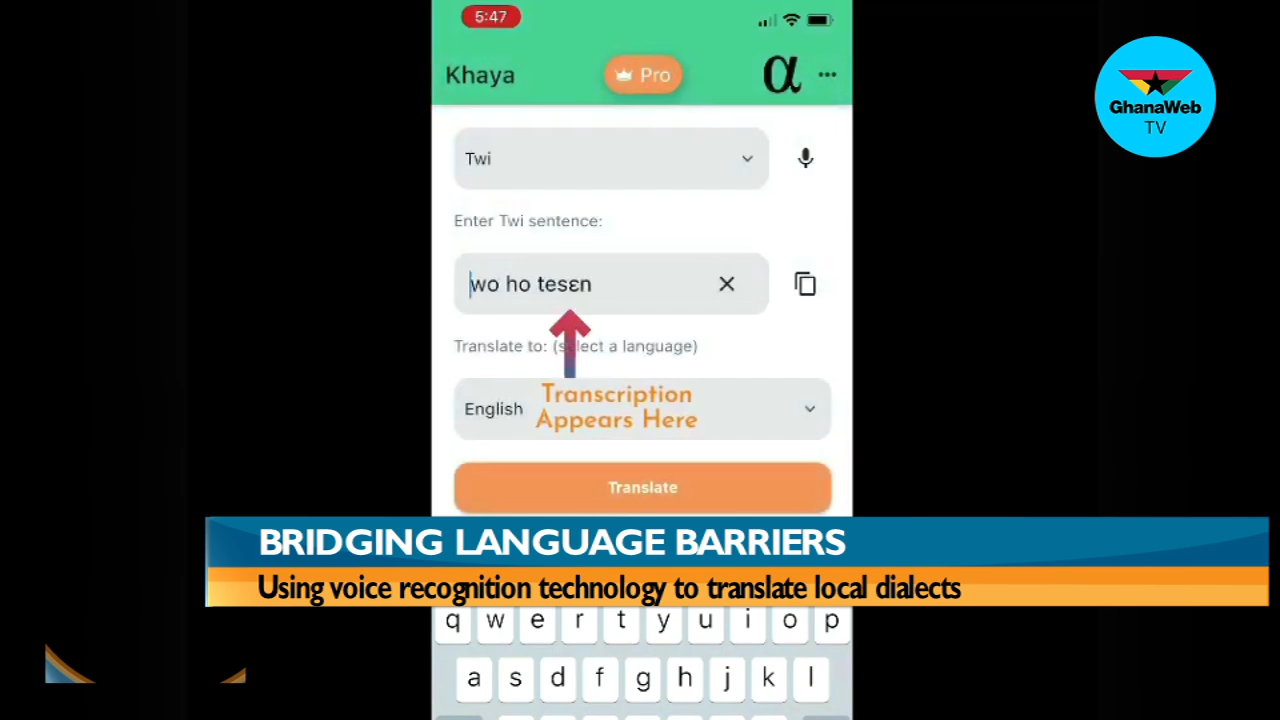 5:47
Khaya
Pro
α
GhanaWeb
TV
Twi
Enter Twi sentence:
wo ho tesɛn
Translate to: (select a language)
Transcription
Appears Here
English
Translate
BRIDGING LANGUAGE BARRIERS
Using voice recognition technology to translate local dialects
q w e r t y u i o p
a s d f g h j k l